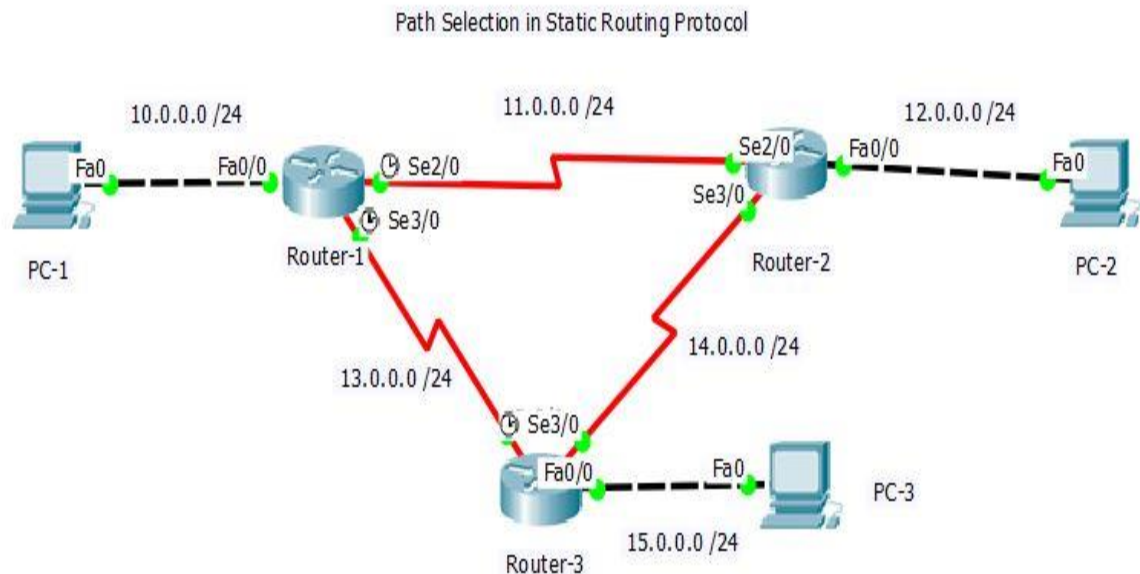 Path Selection in Static Routing Protocol
10.0.0.0 /24
11.0.0.0 /24
12.0.0.0 /24
Fa0
Fa0/0
Se2/0
Se2/0
Fa0/0
Fa0
Se3/0
Se3/0
PC-1
Router-1
Router-2
PC-2
13.0.0.0 /24
14.0.0.0 /24
Se3/0
Fa0/0
Fa0
PC-3
15.0.0.0 /24
Router-3